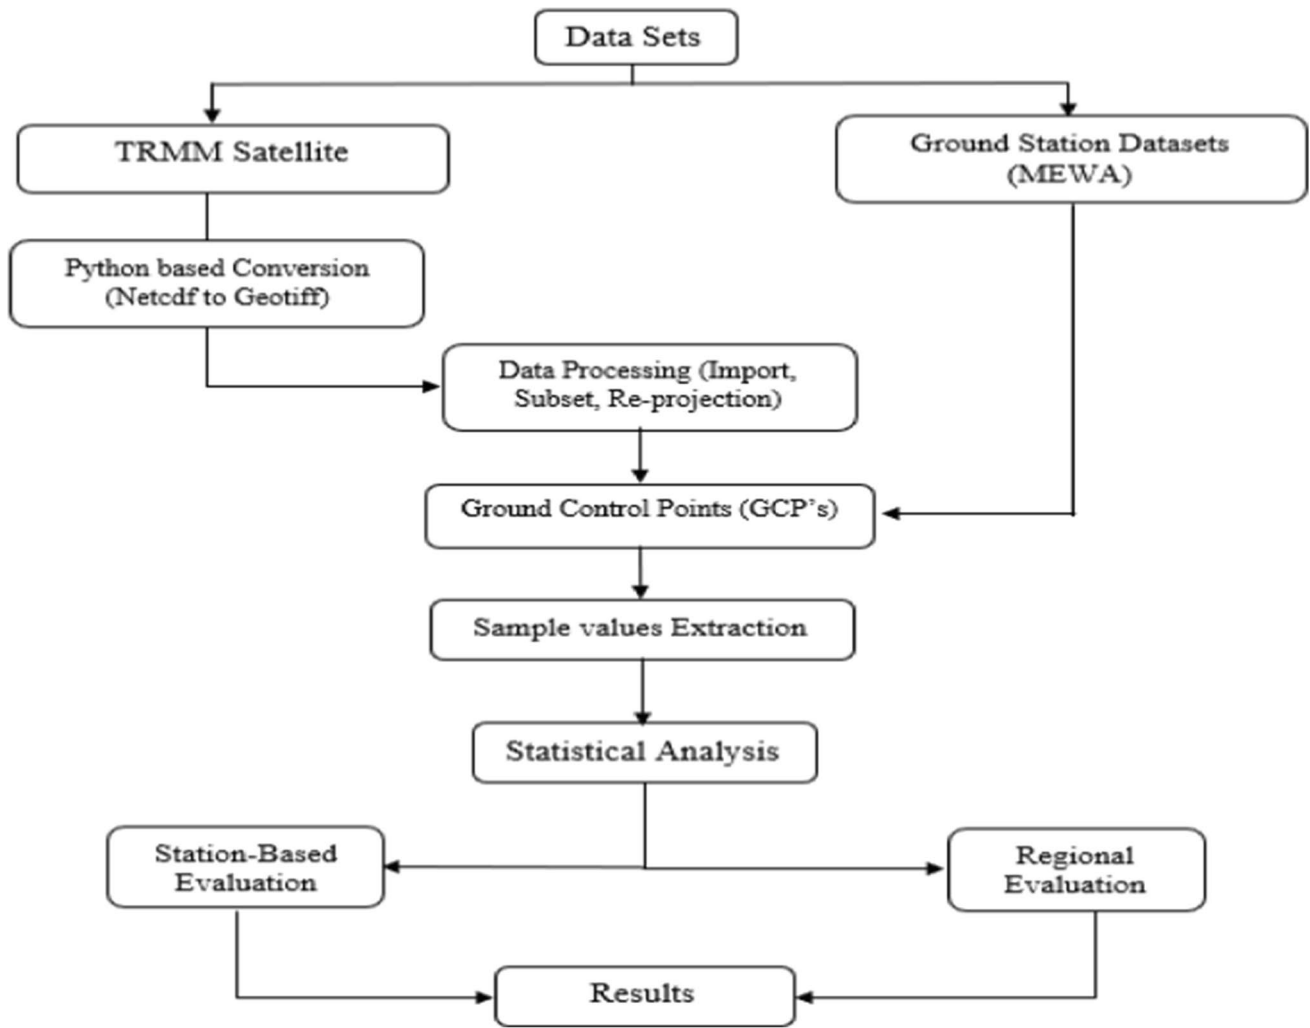 Data Sets
TRMM Satellite
Ground Station Datasets
(MEWA)
Python based Conversion
(Netcdf to Geotiff)
Data Processing (Import,
Subset, Re-projection)
Ground Control Points (GCP's)
Sample values Extraction
Statistical Analysis
Station-Based
Evaluation
Regional
Evaluation
Results